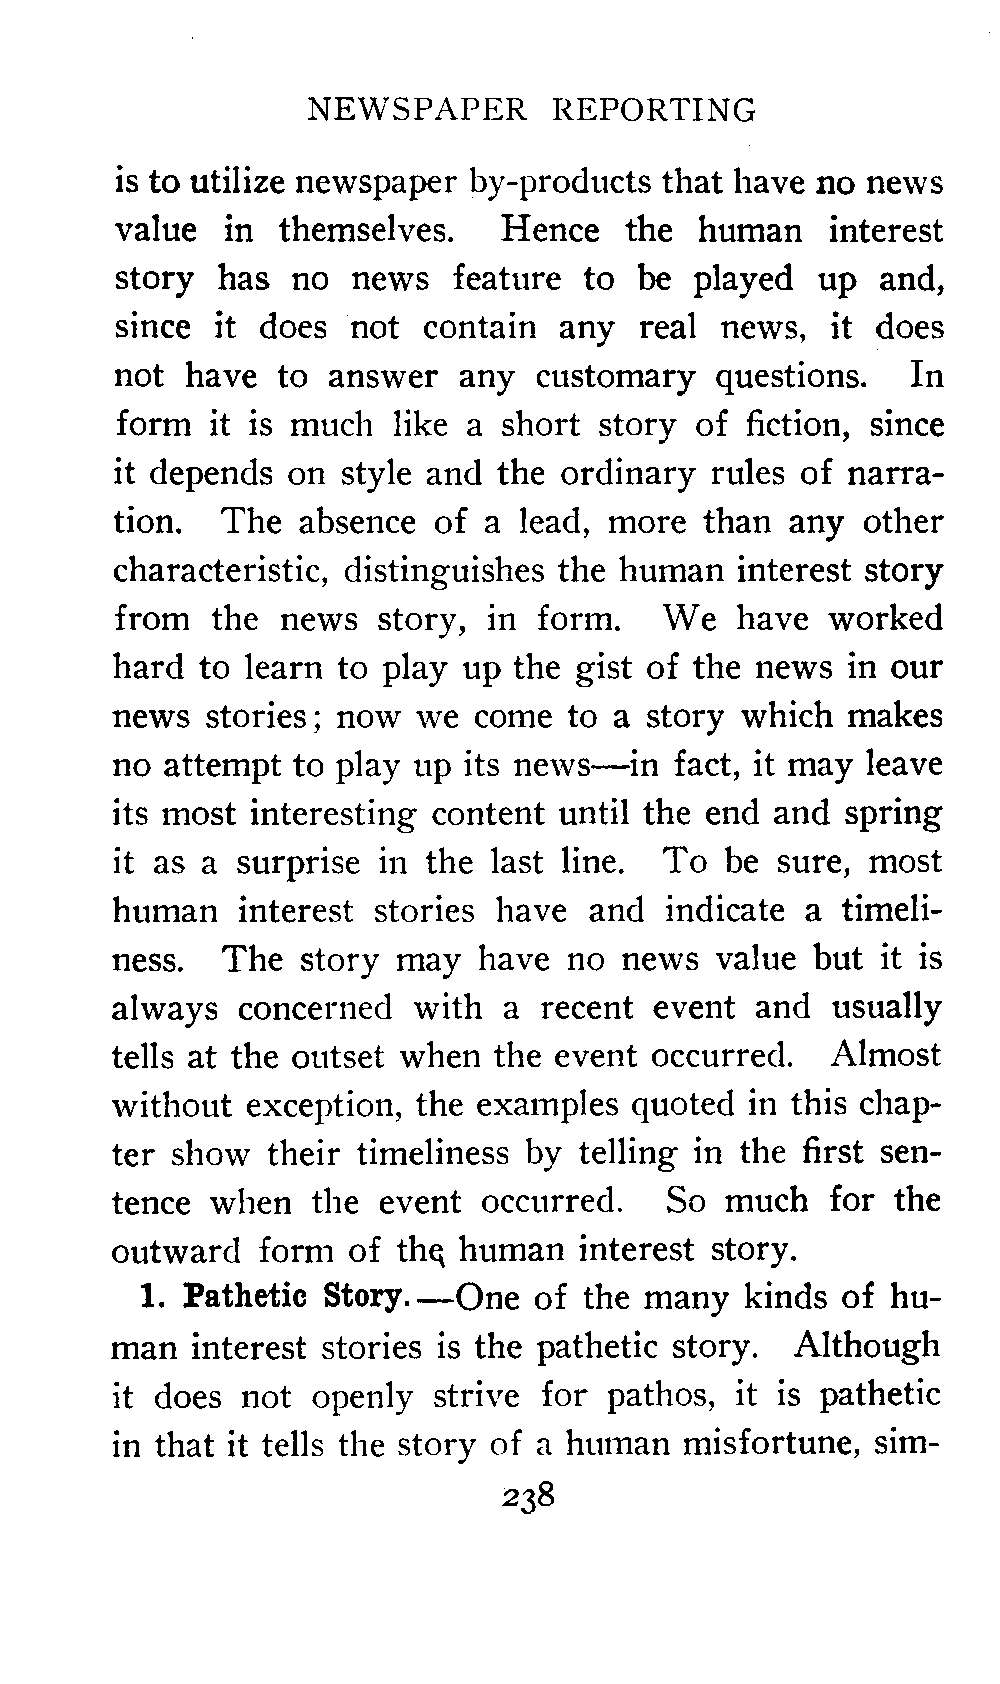 NEWSPAPER REPORTING
is to utilize newspaper by-products that have no news
value in themselves. Hence the human interest
story has no news feature to be played up and,
since it does not contain any real news, it does
not have to answer any customary questions. In
form it is much like a short story of fiction, since
it depends on style and the ordinary rules of narra-
tion. The absence of a lead, more than any other
characteristic, distinguishes the human interest story
from the news story, in form. We have worked
hard to learn to play up the gist of the news in our
news stories; now we come to a story which makes
no attempt to play up its news—in fact, it may leave
its most interesting content until the end and spring
it as a surprise in the last line. To be sure, most
human interest stories have and indicate a timeli-
ness. The story may have no news value but it is
always concerned with a recent event and usually
tells at the outset when the event occurred. Almost
without exception, the examples quoted in this chap-
ter show their timeliness by telling in the first sen-
tence when the event occurred. So much for the
outward form of the human interest story.
1. Pathetic Story.—One of the many kinds of hu-
man interest stories is the pathetic story. Although
it does not openly strive for pathos, it is pathetic
in that it tells the story of a human misfortune, sim-
238